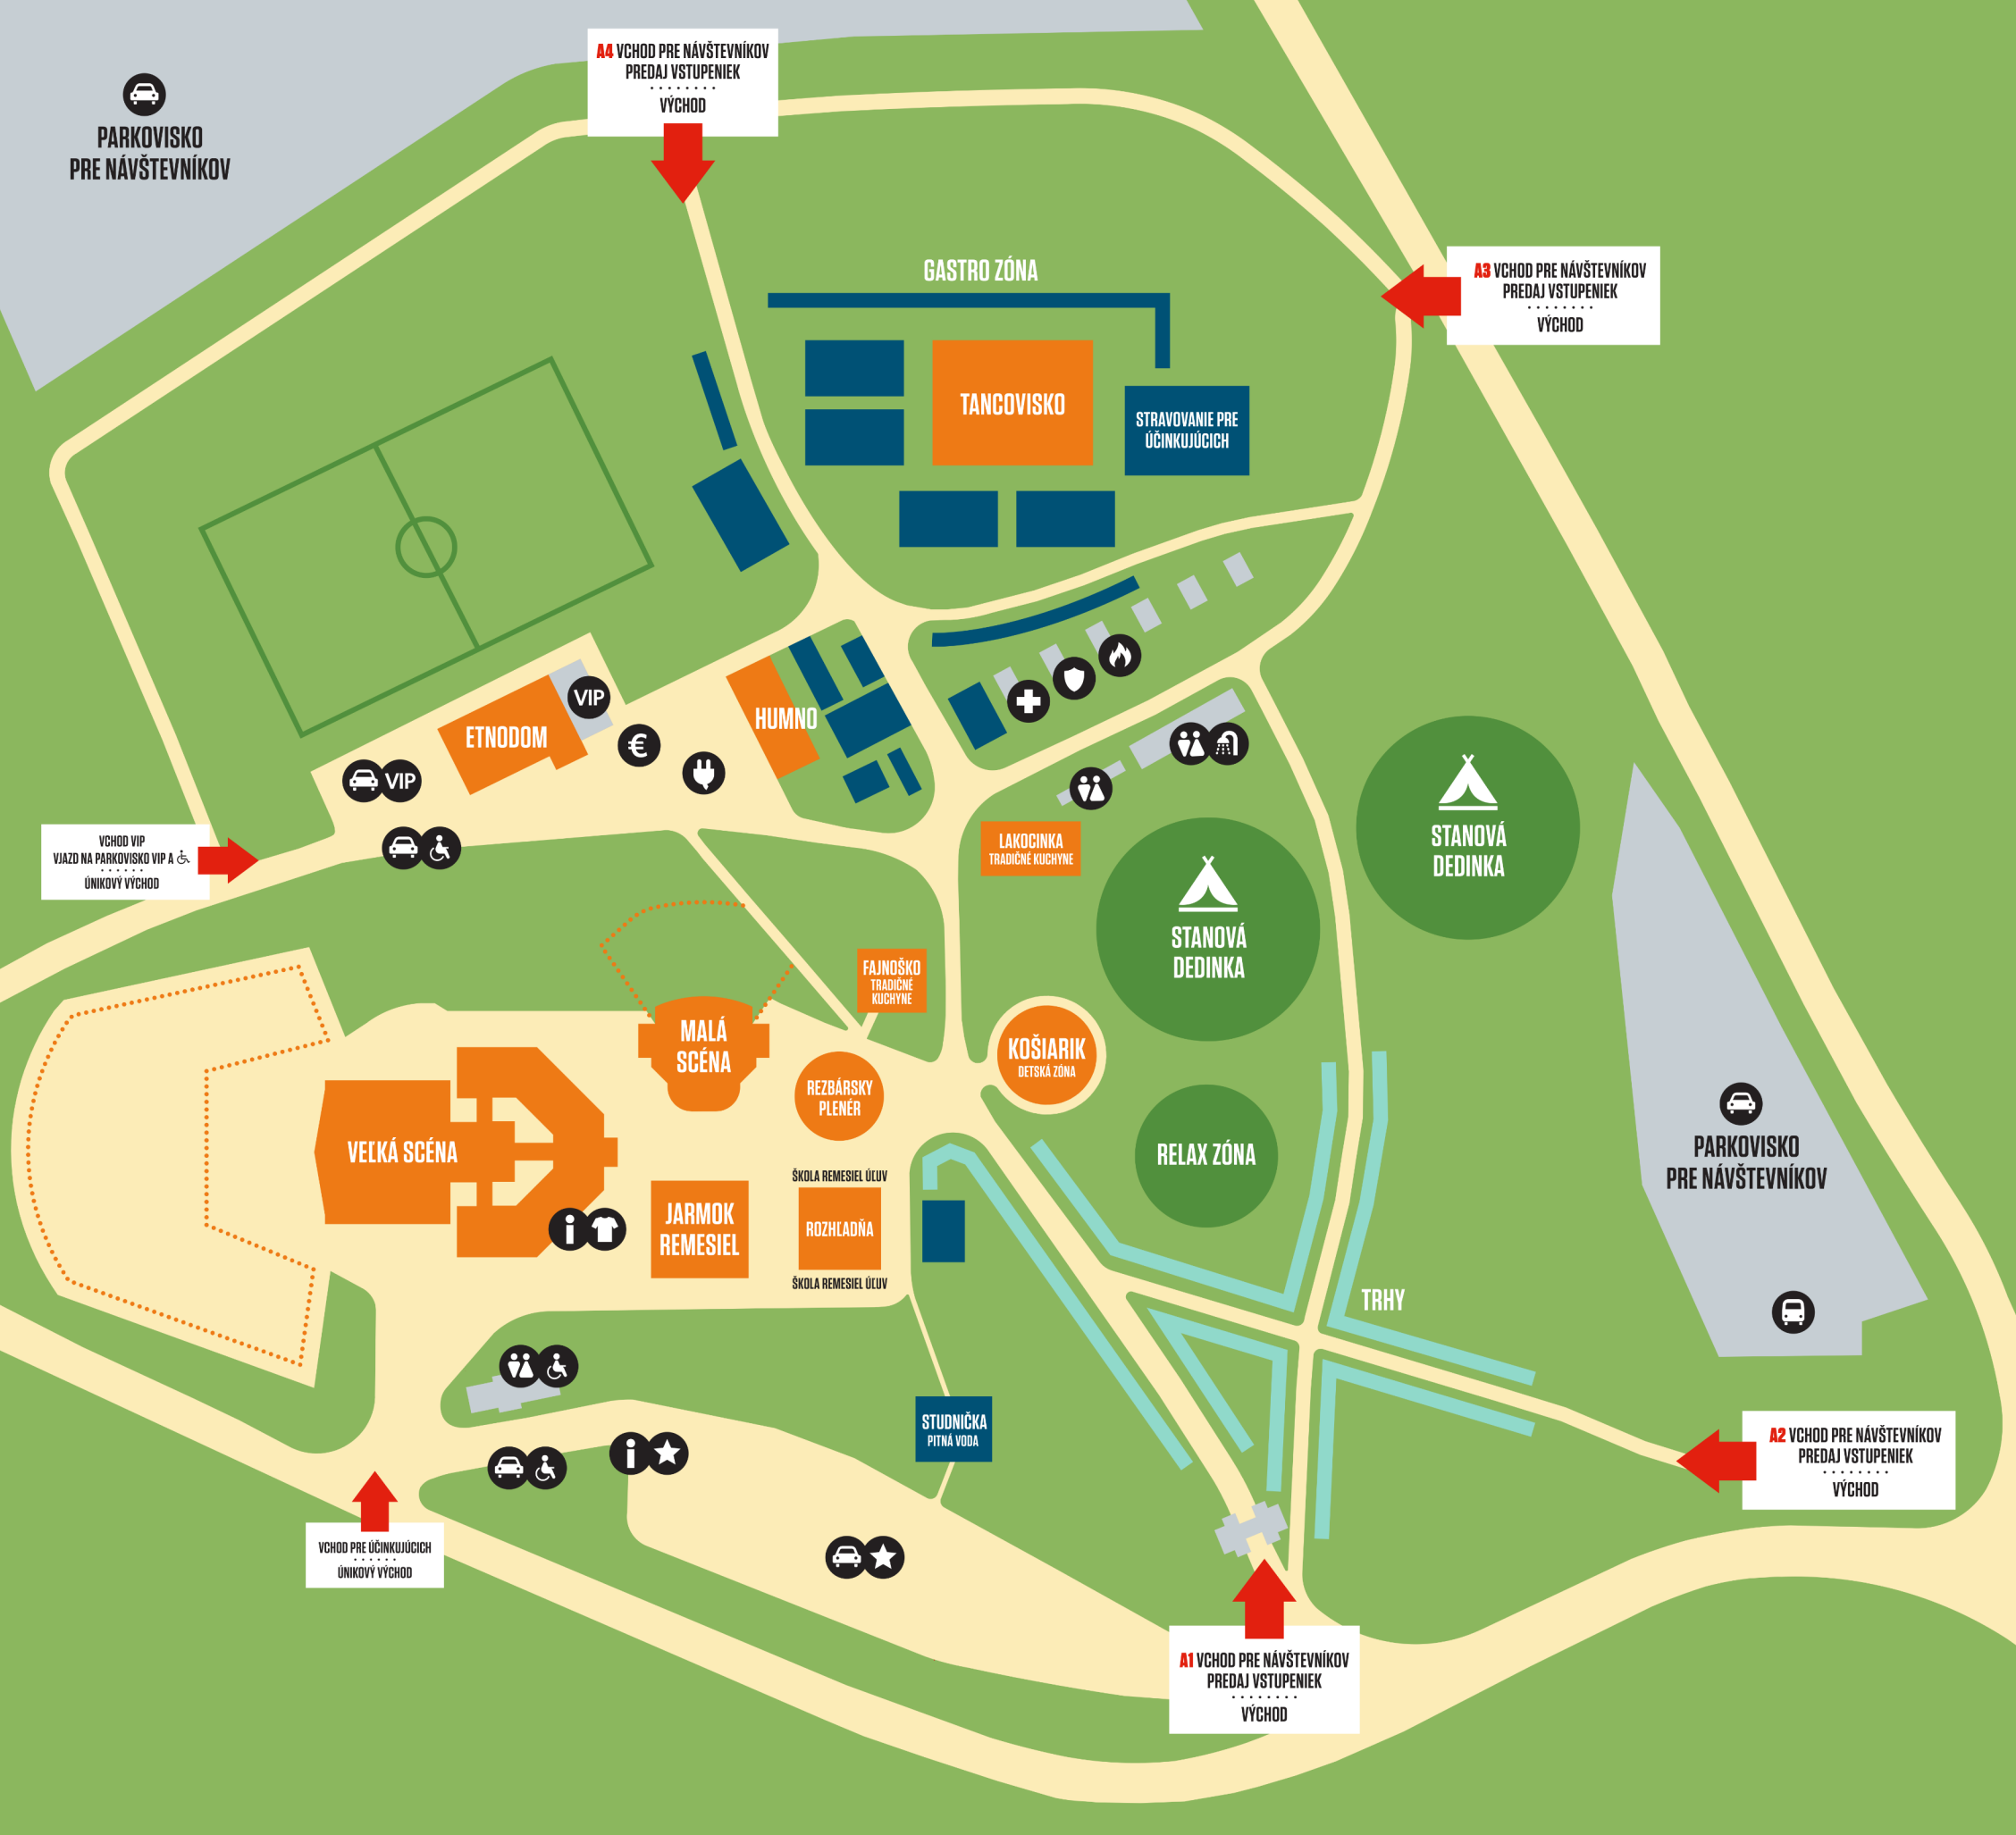 A4 VCHOD PRE NÁVŠTEVNÍKOV
PREDAJ VSTUPENIEK
VÝCHOD
PARKOVISKO
PRE NÁVŠTEVNÍKOV
GASTRO ZÓNA
A3 VCHOD PRE NÁVŠTEVNÍKOV
PREDAJ VSTUPENIEK
VÝCHOD
TANCOVISKO
STRAVOVANIE PRE
ÚČINKUJÚCICH
VIP
HUMNO
ETNODOM
€
VIP
STANOVÁ
DEDINKA
VCHOD VIP
VJAZD NA PARKOVISKO VIP A
ÚNIKOVÝ VÝCHOD
LAKOCINKA
TRADIČNÉ KUCHYNE
STANOVÁ
DEDINKA
FAJNOŠKO
TRADIČNÉ
KUCHYNE
MALÁ
SCÉNA
KOŠIARIK
DETSKÁ ZÓNA
REZBÁRSKY
PLENÉR
VEĽKÁ SCÉNA
RELAX ZÓNA
PARKOVISKO
PRE NÁVŠTEVNÍKOV
ŠKOLA REMESIEL ÚĽUV
JARMOK
REMESIEL
ROZHĽADŇA
ŠKOLA REMESIEL ÚĽUV
i
TRHY
STUDNIČKA
PITNÁ VODA
i
A2 VCHOD PRE NÁVŠTEVNÍKOV
PREDAJ VSTUPENIEK
VÝCHOD
VCHOD PRE ÚČINKUJÚCICH
ÚNIKOVÝ VÝCHOD
A1 VCHOD PRE NÁVŠTEVNÍKOV
PREDAJ VSTUPENIEK
VÝCHOD